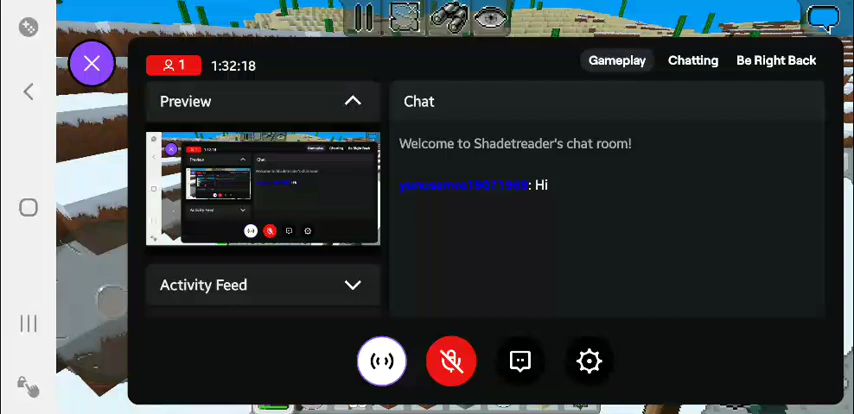 1 1:32:18 Gameplay Chatting Be Right Back
Preview
Chat
Welcome to Shadetreader's chat room!
: Hi
Activity Feed